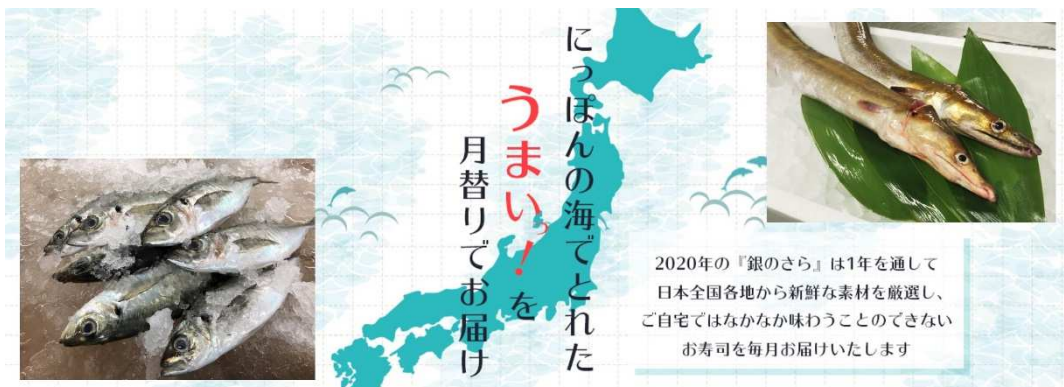 にっぽんの海でとれた
うまいっ！を
月替りでお届け
2020年の『銀のさら』は1年を通して
日本全国各地から新鮮な素材を厳選し、
ご自宅ではなかなか味わうことのできない
お寿司を毎月お届けいたします